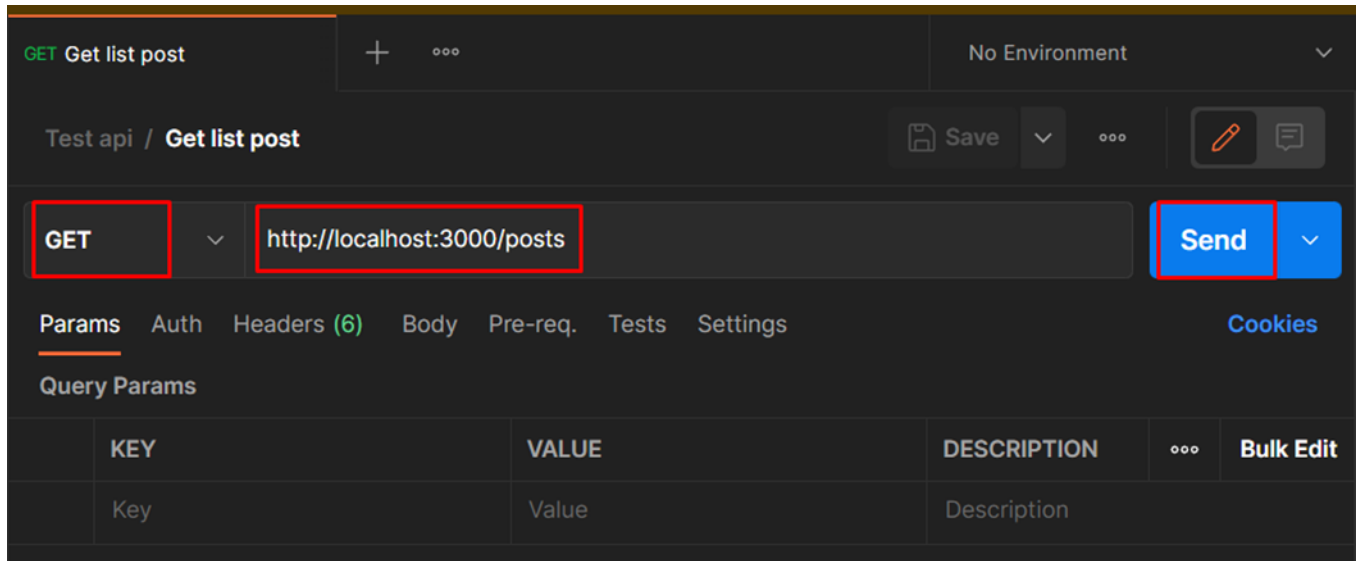 GET Get list post No Environment
Test api / Get list post Save
GET http://localhost:3000/posts Send
Params Auth Headers (6) Body Pre-req. Tests Settings Cookies
Query Params
KEY VALUE DESCRIPTION Bulk Edit
Key Value Description